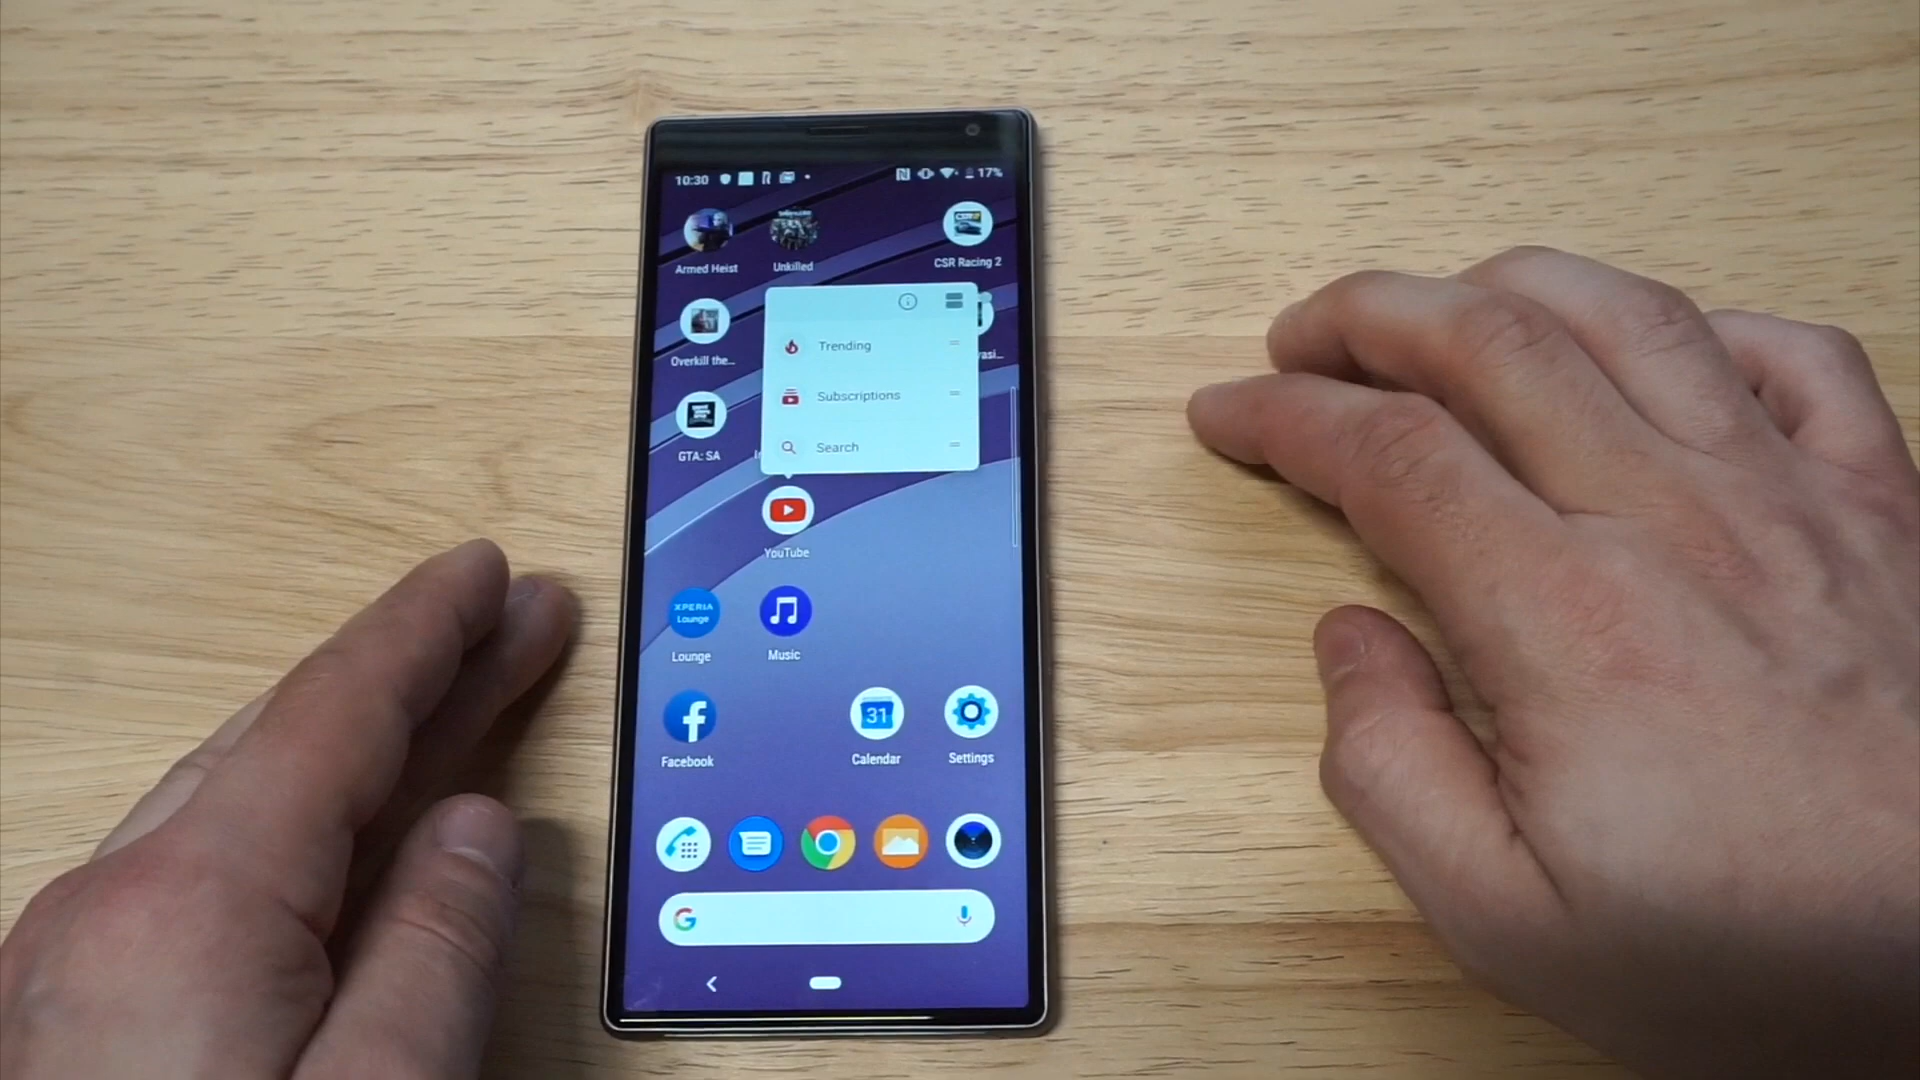 10:30
17%
Armed Heist
Unkilled
CSR Racing 2
Overkill the...
Trending
Subscriptions
GTA: SA
Search
YouTube
XPERIA
Lounge
Lounge
Music
31
Facebook
Calendar
Settings